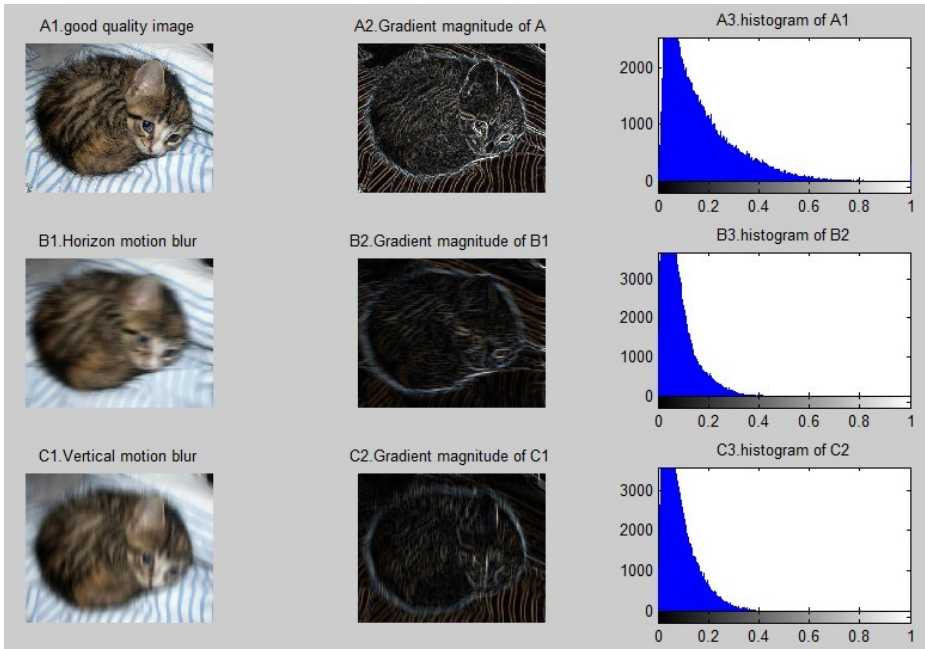 A1.good quality image
A2.Gradient magnitude of A
A3.histogram of A1
2000
1000
0
0 0.2 0.4 0.6 0.8 1
B1.Horizon motion blur
B2.Gradient magnitude of B1
B3.histogram of B2
3000
2000
1000
0
0 0.2 0.4 0.6 0.8 1
C1.Vertical motion blur
C2.Gradient magnitude of C1
C3.histogram of C2
3000
2000
1000
0
0 0.2 0.4 0.6 0.8 1